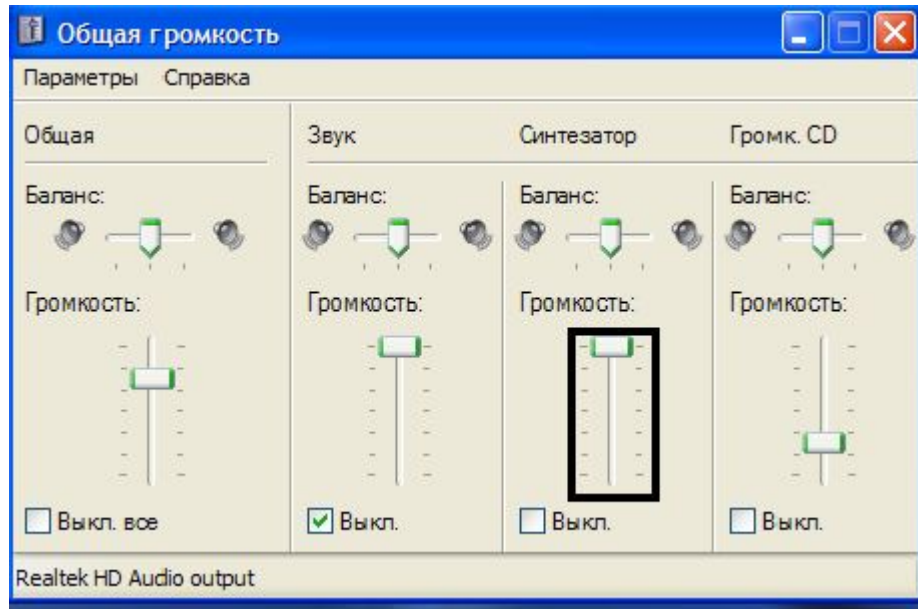 Общая громкость
Параметры Справка
Общая Звук Синтезатор Громк. CD
Баланс: Баланс: Баланс: Баланс:
Громкость: Громкость: Громкость: Громкость:
Выкл. все Выкл. Выкл. Выкл.
Realtek HD Audio output